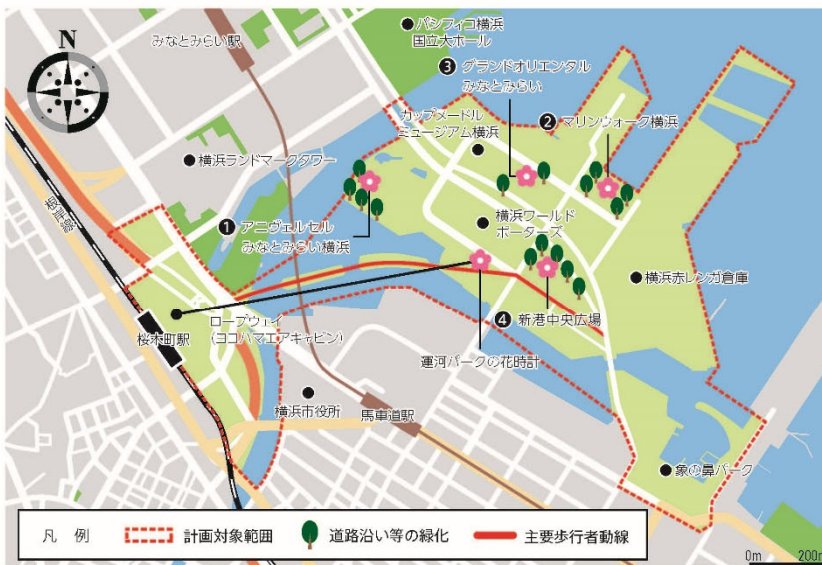 N
みなとみらい駅
パシフィコ横浜
国立大ホール
❸ グランドオリエンタル
みなとみらい
カップヌードル
ミュージアム横浜
❷ マリンウォーク横浜
横浜ランドマークタワー
根岸線
❶ アニヴェルセル
みなとみらい横浜
横浜ワールド
ポーターズ
横浜赤レンガ倉庫
ロープウェイ
(ヨコハマエアキャビン)
❹ 新港中央広場
桜木町駅
運河パークの花時計
横浜市役所
馬車道駅
象の鼻パーク
凡 例
計画対象範囲
道路沿い等の緑化
主要歩行者動線
0m
200m